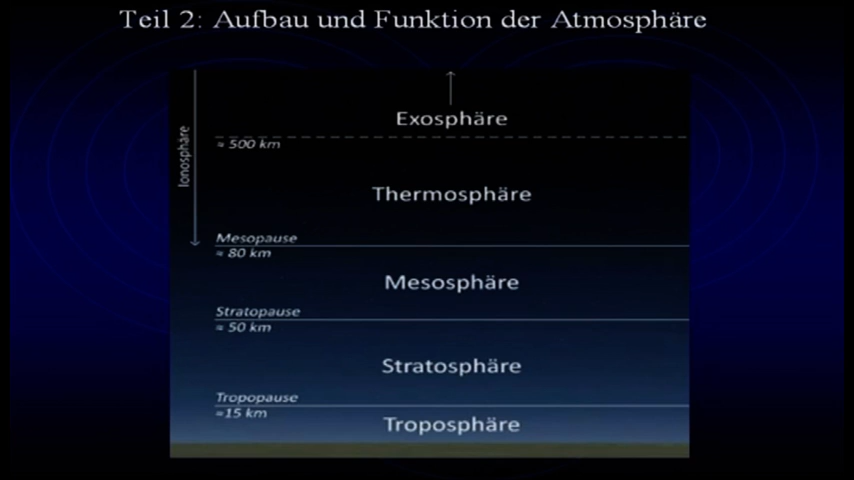 Teil 2: Aufbau und Funktion der Atmosphäre
Ionosphäre
Exosphäre
≈ 500 km
Thermosphäre
Mesopause
≈ 80 km
Mesosphäre
Stratopause
≈ 50 km
Stratosphäre
Tropopause
≈15 km
Troposphäre